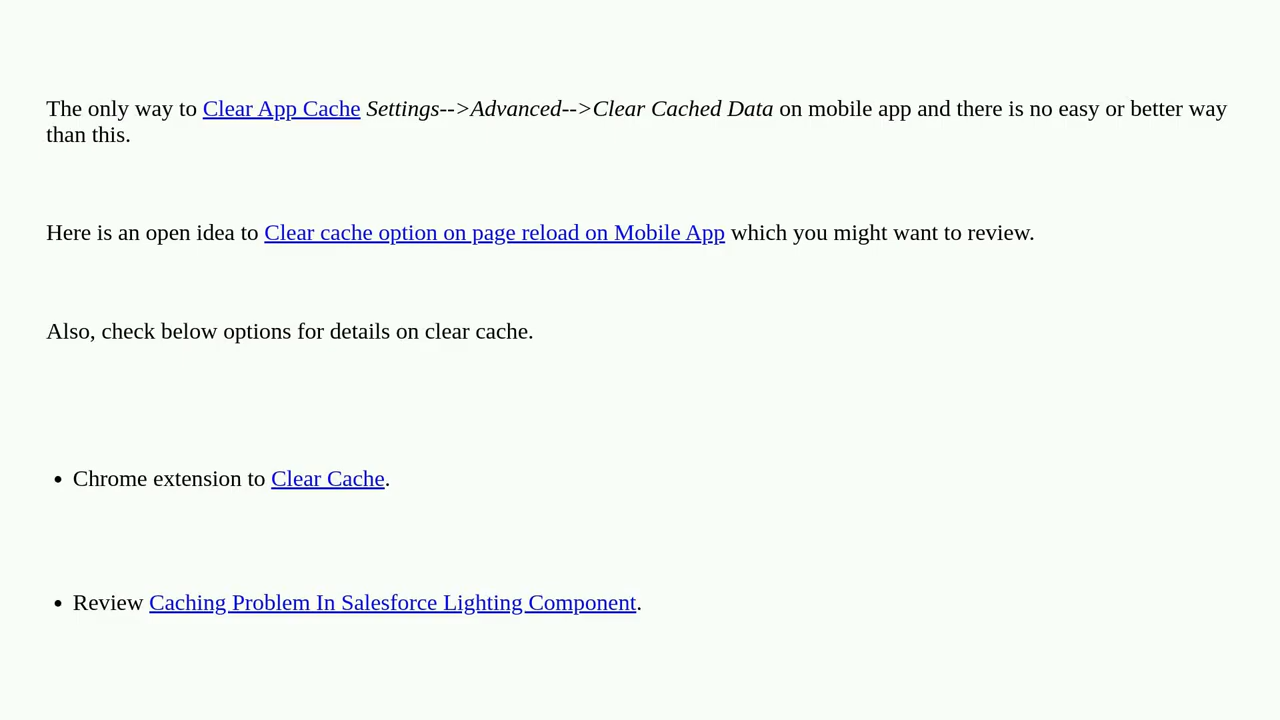 The only way to Clear App Cache Settings-->Advanced-->Clear Cached Data on mobile app and there is no easy or better way
than this.
Here is an open idea to Clear cache option on page reload on Mobile App which you might want to review.
Also, check below options for details on clear cache.
• Chrome extension to Clear Cache.
• Review Caching Problem In Salesforce Lighting Component.